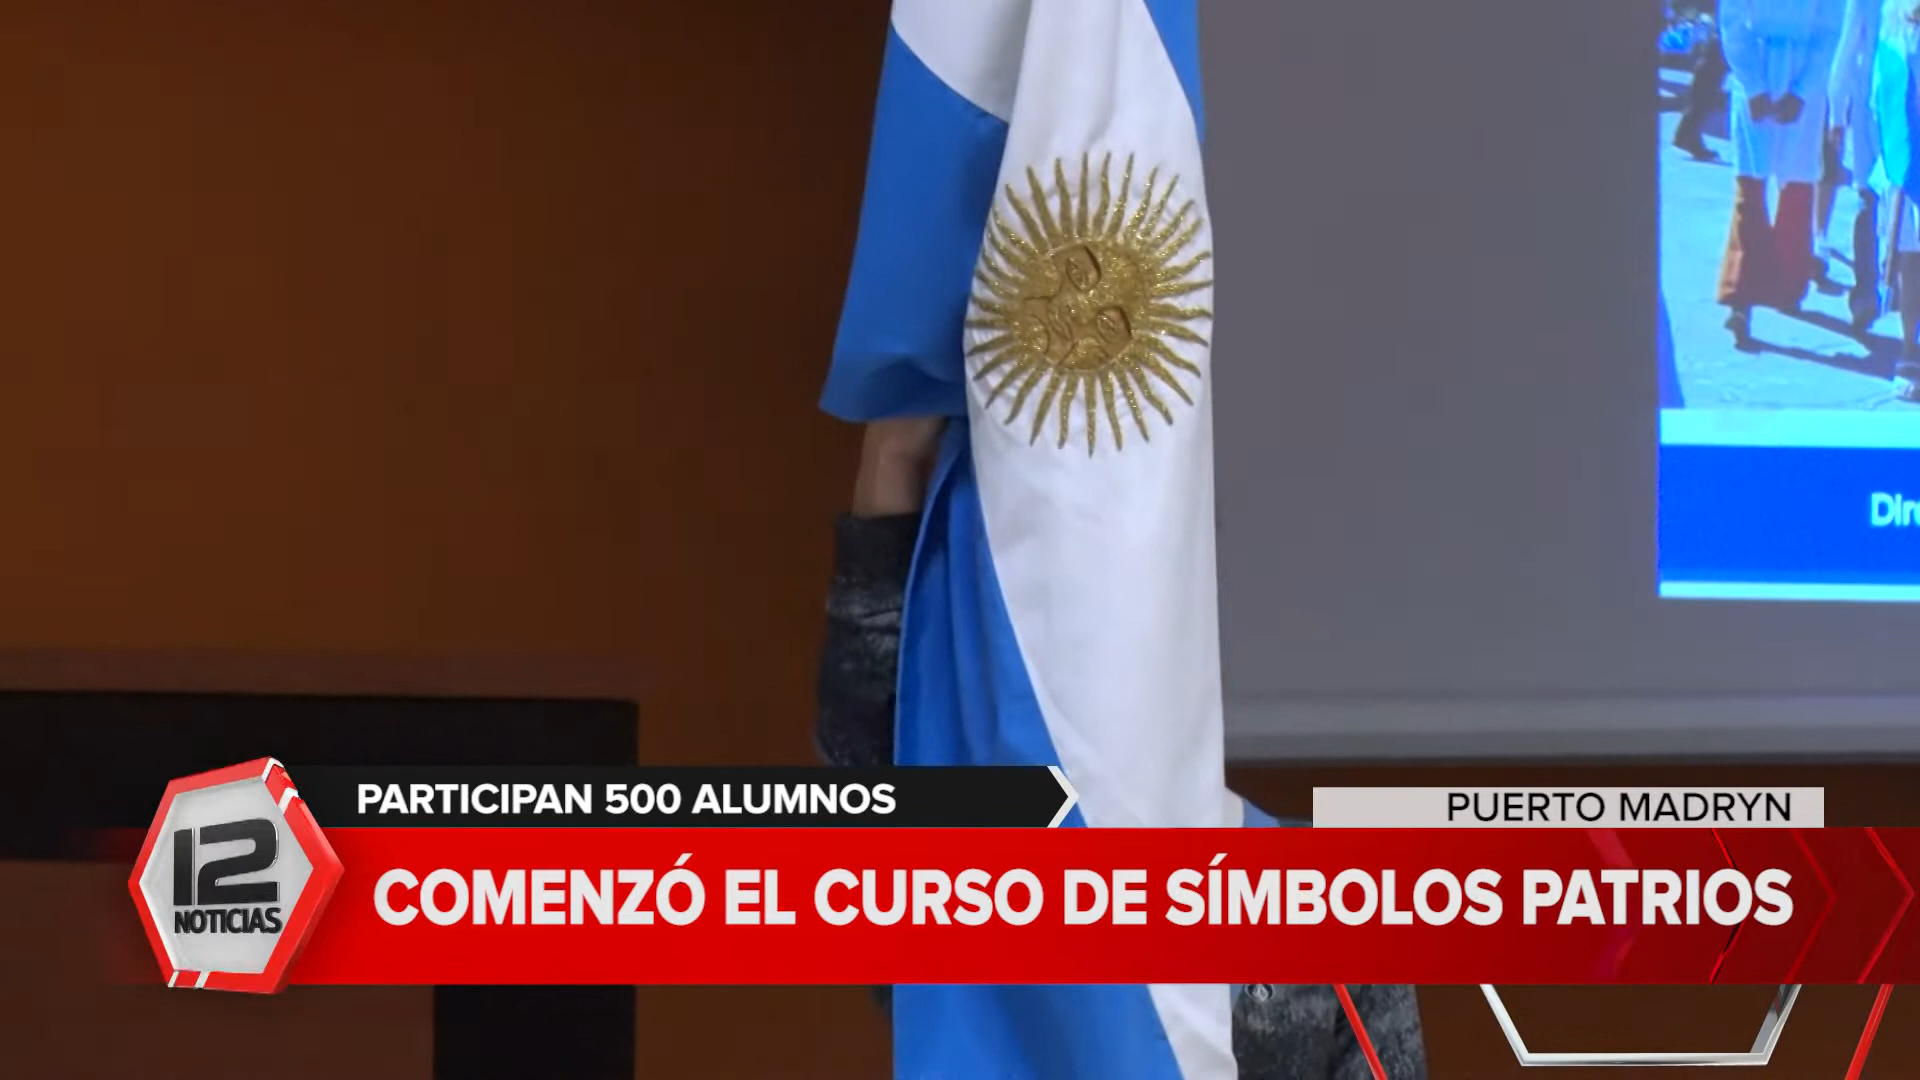 PARTICIPAN 500 ALUMNOS
PUERTO MADRYN
12
NOTICIAS
COMENZÓ EL CURSO DE SÍMBOLOS PATRIOS